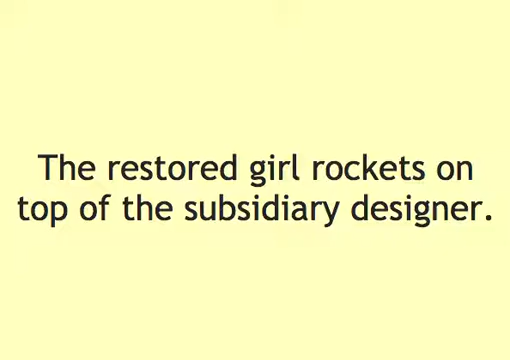 The restored girl rockets on
top of the subsidiary designer.